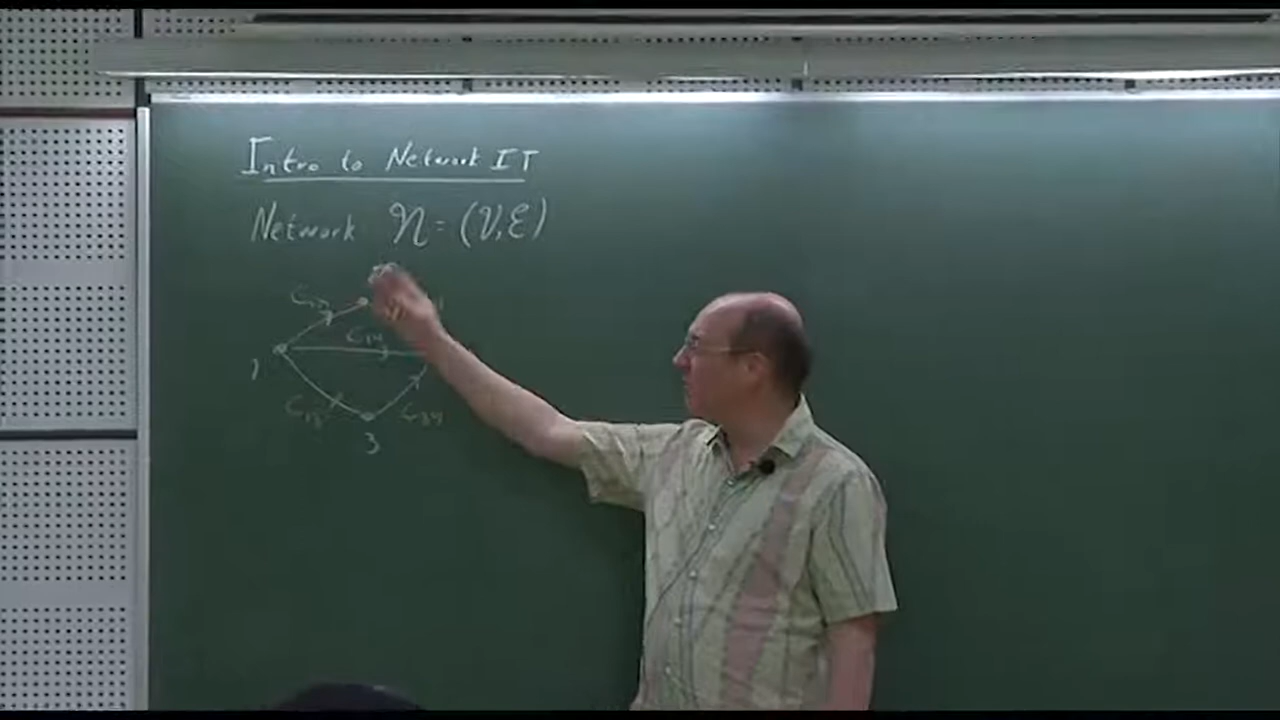 Intro to Network IT
Network 𝒩 = (𝒱, ℰ)
C₁₂
C₁₄
1
C₁₃
C₃₄
3